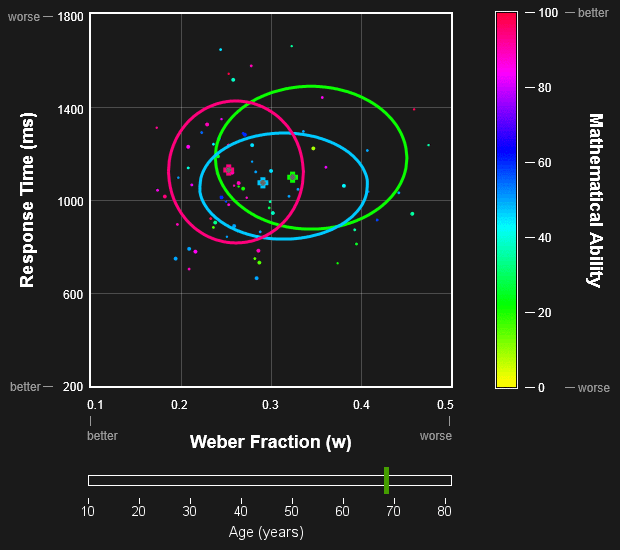 worse
1800
1400
1000
600
200
better
Response Time (ms)
0.1
0.2
0.3
0.4
0.5
better
worse
Weber Fraction (w)
100
80
60
40
20
0
better
worse
Mathematical Ability
10
20
30
40
50
60
70
80
Age (years)